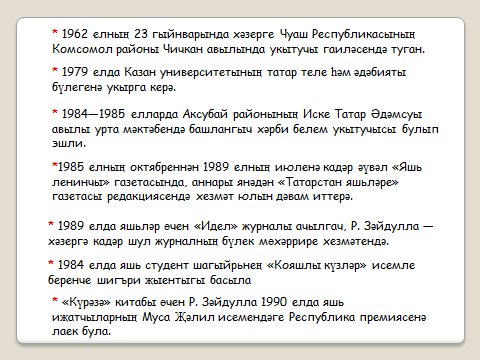 * 1962 елның 23 гыйнварында хәзерге Чуаш Республикасының
Комсомол районы Чичкан авылында укытучы гаиләсендә туган.
* 1979 елда Казан университетының татар теле һәм әдәбияты
бүлегенә укырга керә.
* 1984—1985 елларда Аксубай районының Иске Татар Әдәмсуы
авылы урта мәктәбендә башлангыч хәрби белем укытучысы булып
эшли.
*1985 елның октябреннән 1989 елның июленә кадәр әүвәл «Яшь
ленинчы» газетасында, аннары янәдән «Татарстан яшьләре»
газетасы редакциясендә хезмәт юлын дәвам иттерә.
* 1989 елда яшьләр өчен «Идел» журналы ачылгач, Р. Зәйдулла —
хәзергә кадәр шул журналның бүлек мөхәррире хезмәтендә.
* 1984 елда яшь студент шагыйрьнең «Кояшлы күзләр» исемле
беренче шигъри җыентыгы басыла
* «Күрәзә» китабы өчен Р. Зәйдулла 1990 елда яшь
иҗатчыларның Муса Җәлил исемендәге Республика премиясенә
лаек була.